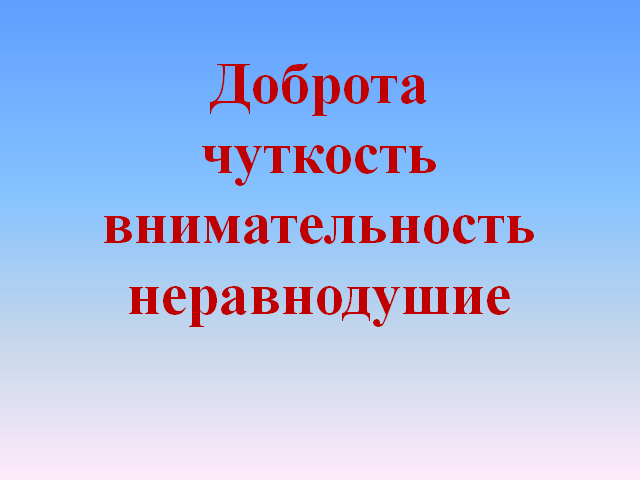 Доброта
чуткость
внимательность
неравнодушие